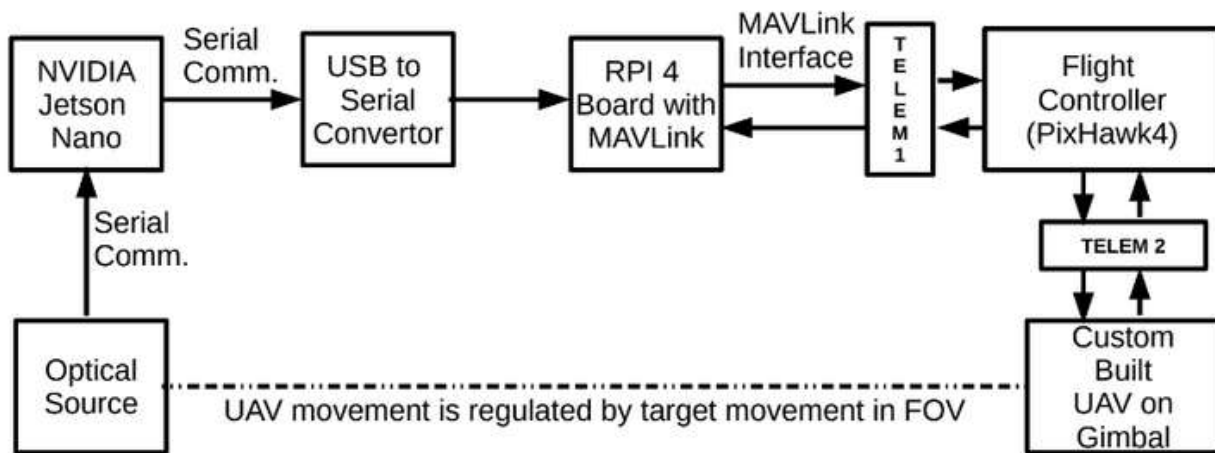 NVIDIA
Jetson
Nano
Serial
Comm.
USB to
Serial
Convertor
RPI 4
Board with
MAVLink
MAVLink
Interface
TELEM1
Flight
Controller
(PixHawk4)
Serial
Comm.
TELEM 2
Optical
Source
UAV movement is regulated by target movement in FOV
Custom
Built
UAV on
Gimbal